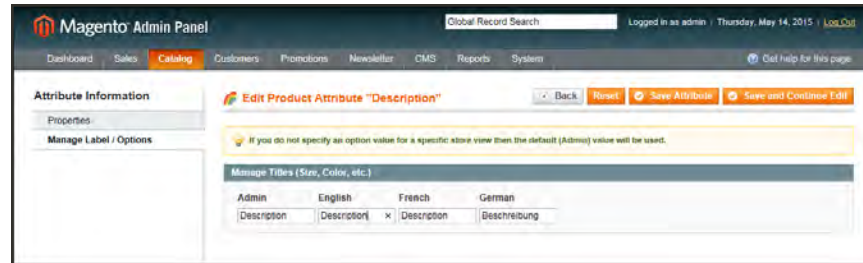 Magento Admin Panel
Global Record Search
Logged in as admin | Thursday, May 14, 2015 | Log Out
Dashboard Sales Catalog Customers Promotions Newsletter CMS Reports System
Get help for this page
Attribute Information
Properties
Manage Label / Options
Edit Product Attribute "Description"
Back Reset Save Attribute Save and Continue Edit
If you do not specify an option value for a specific store view then the default (Admin) value will be used.
Manage Titles (Size, Color, etc.)
Admin English French German
Description Description Description Beschreibung